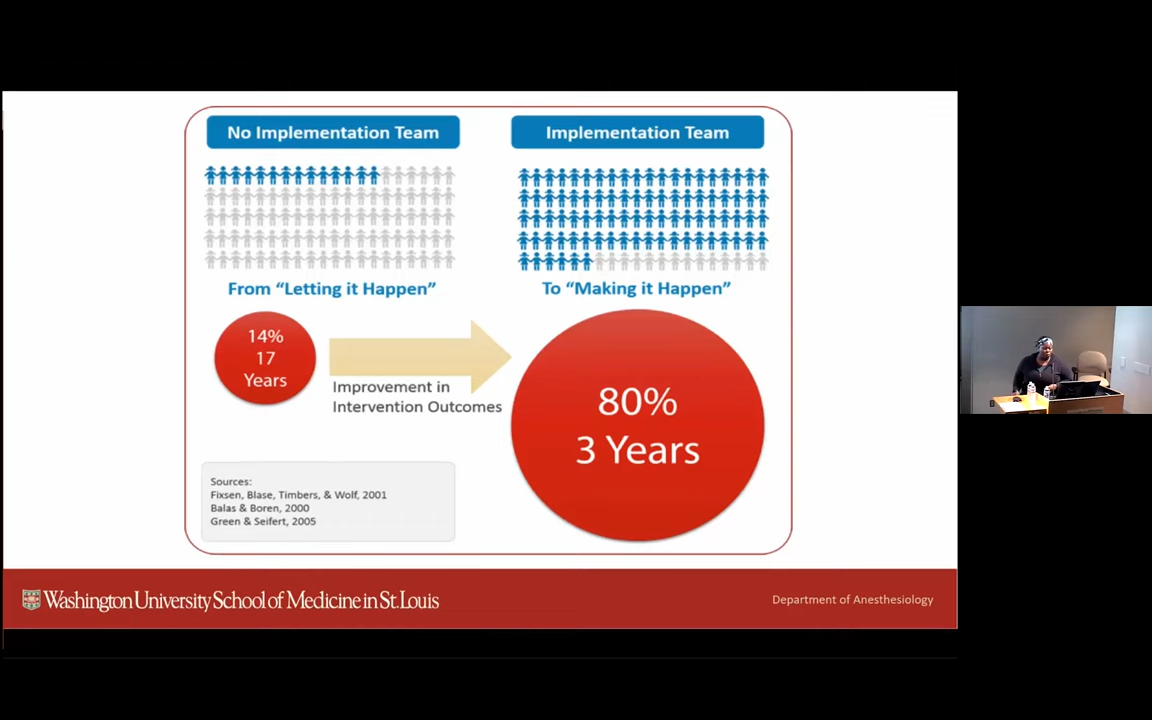 No Implementation Team
Implementation Team
From “Letting it Happen”
To “Making it Happen”
14%
17
Years
Improvement in
Intervention Outcomes
80%
3 Years
Sources:
Fixsen, Blase, Timbers, & Wolf, 2001
Balas & Boren, 2000
Green & Seifert, 2005
Washington University School of Medicine in St. Louis
Department of Anesthesiology